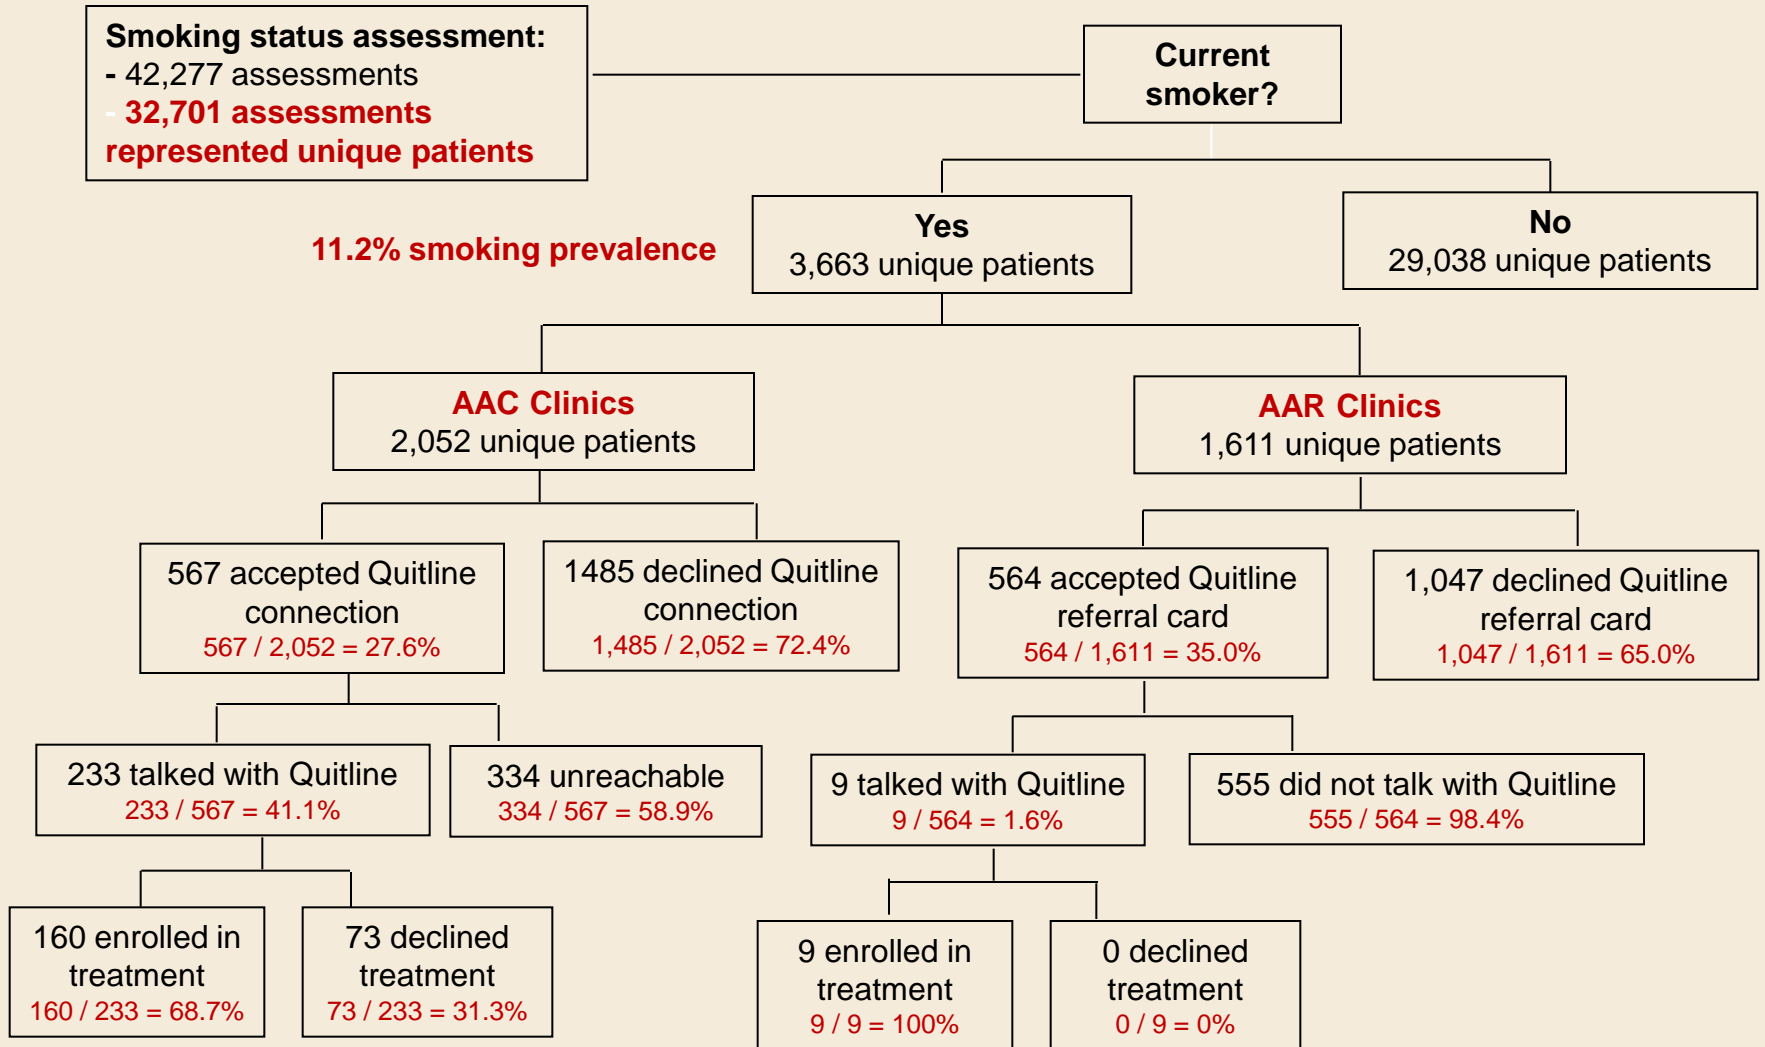 Smoking status assessment:
- 42,277 assessments
- 32,701 assessments
represented unique patients
Current
smoker?
11.2% smoking prevalence
Yes
3,663 unique patients
No
29,038 unique patients
AAC Clinics
2,052 unique patients
AAR Clinics
1,611 unique patients
567 accepted Quitline
connection
567 / 2,052 = 27.6%
1485 declined Quitline
connection
1,485 / 2,052 = 72.4%
564 accepted Quitline
referral card
564 / 1,611 = 35.0%
1,047 declined Quitline
referral card
1,047 / 1,611 = 65.0%
233 talked with Quitline
233 / 567 = 41.1%
334 unreachable
334 / 567 = 58.9%
9 talked with Quitline
9 / 564 = 1.6%
555 did not talk with Quitline
555 / 564 = 98.4%
160 enrolled in
treatment
160 / 233 = 68.7%
73 declined
treatment
73 / 233 = 31.3%
9 enrolled in
treatment
9 / 9 = 100%
0 declined
treatment
0 / 9 = 0%